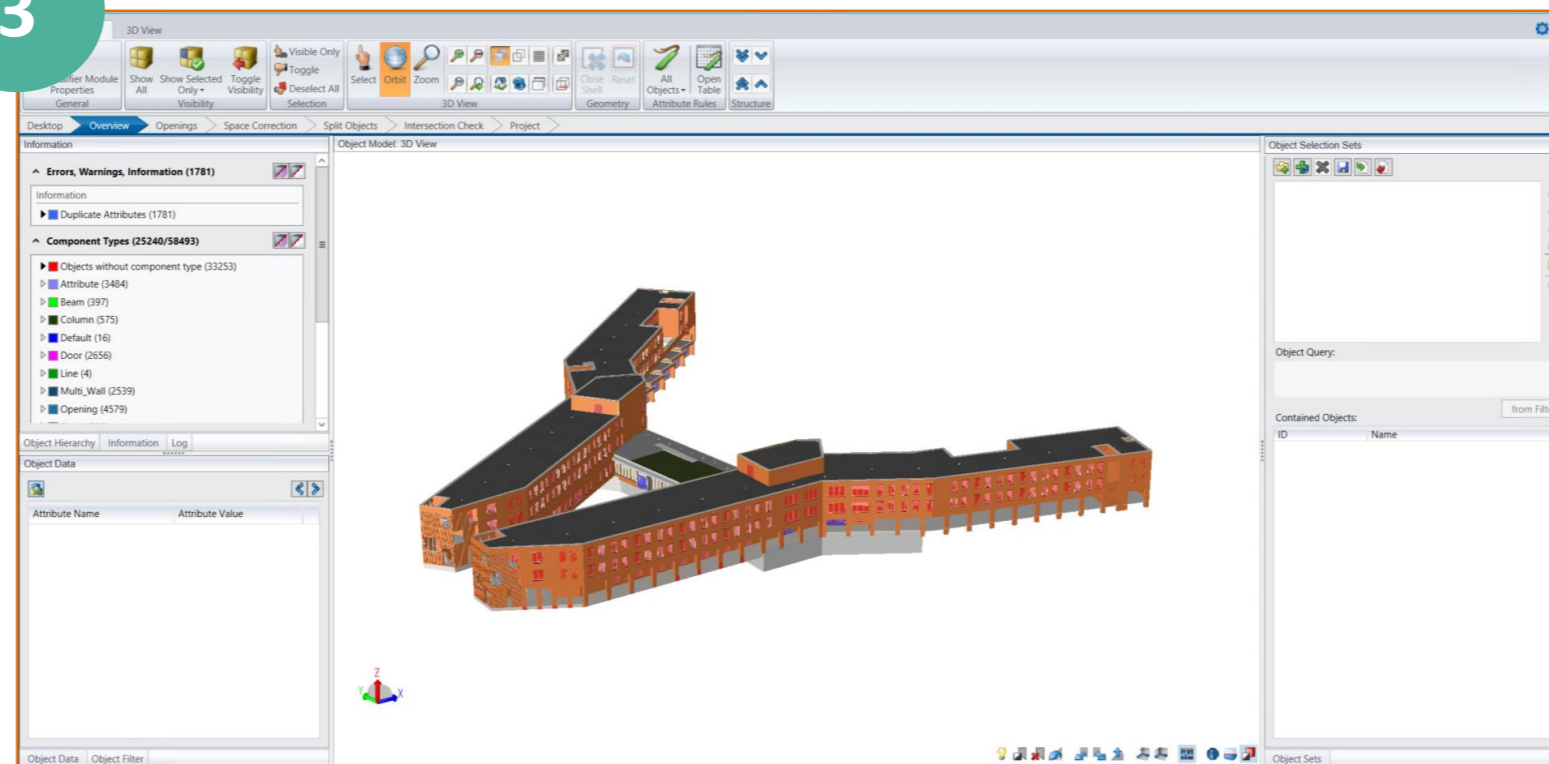 3
3D View
Module
Properties
General
Show
All
Show Selected
Only
Toggle
Visibility
Visibility
Visible Only
Toggle
Deselect All
Selection
Select
Orbit
Zoom
3D View
Close
Shell
Reset
Geometry
All
Objects
Open
Table
Attribute Rules
Structure
Desktop
Overview
Openings
Space Correction
Split Objects
Intersection Check
Project
Information
Errors, Warnings, Information (1781)
Information
Duplicate Attributes (1781)
Component Types (25240/58493)
Objects without component type (33253)
Attribute (3484)
Beam (397)
Column (575)
Default (16)
Door (2656)
Line (4)
Multi_Wall (2539)
Opening (4579)
Object Hierarchy
Information
Log
Object Data
Attribute Name
Attribute Value
Object Data
Object Filter
Object Model: 3D View
Z
Y
X
Object Selection Sets
Object Query:
from
Contained Objects:
ID
Name
Object Sets